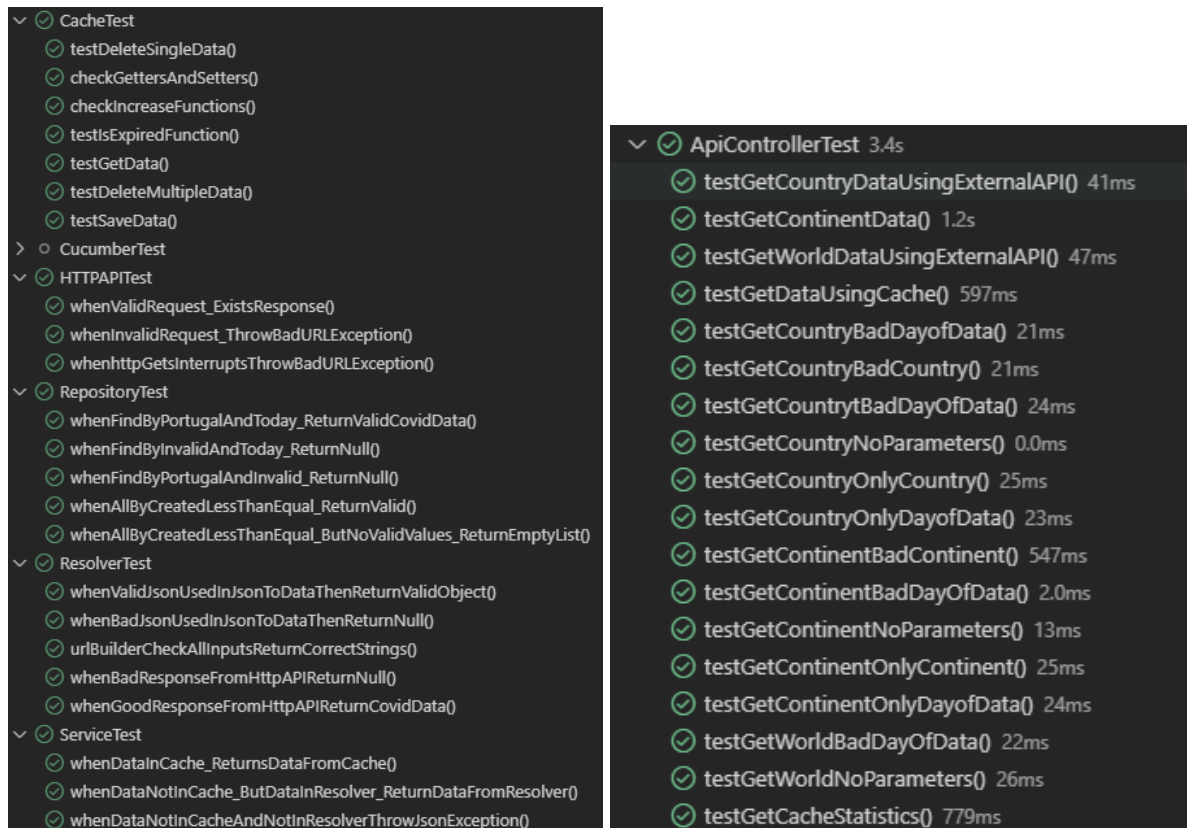 CacheTest
testDeleteSingleData()
checkGettersAndSetters()
checkIncreaseFunctions()
testIsExpiredFunction()
testGetData()
testDeleteMultipleData()
testSaveData()
CucumberTest
HTTPAPITest
whenValidRequest_ExistsResponse()
whenInvalidRequest_ThrowBadURLException()
whenhttpGetsInterruptsThrowBadURLException()
RepositoryTest
whenFindByPortugalAndToday_ReturnValidCovidData()
whenFindByInvalidAndToday_ReturnNull()
whenFindByPortugalAndInvalid_ReturnNull()
whenAllByCreatedLessThanEqual_ReturnValid()
whenAllByCreatedLessThanEqual_ButNoValidValues_ReturnEmptyList()
ResolverTest
whenValidJsonUsedInJsonToDataThenReturnValidObject()
whenBadJsonUsedInJsonToDataThenReturnNull()
urlBuilderCheckAllInputsReturnCorrectStrings()
whenBadResponseFromHttpAPIReturnNull()
whenGoodResponseFromHttpAPIReturnCovidData()
ServiceTest
whenDataInCache_ReturnsDataFromCache()
whenDataNotInCache_ButDataInResolver_ReturnDataFromResolver()
whenDataNotInCacheAndNotInResolverThrowJsonException()
ApiControllerTest 3.4s
testGetCountryDataUsingExternalAPI() 41ms
testGetContinentData() 1.2s
testGetWorldDataUsingExternalAPI() 47ms
testGetDataUsingCache() 597ms
testGetCountryBadDayofData() 21ms
testGetCountryBadCountry() 21ms
testGetCountrytBadDayOfData() 24ms
testGetCountryNoParameters() 0.0ms
testGetCountryOnlyCountry() 25ms
testGetCountryOnlyDayofData() 23ms
testGetContinentBadContinent() 547ms
testGetContinentBadDayOfData() 2.0ms
testGetContinentNoParameters() 13ms
testGetContinentOnlyContinent() 25ms
testGetContinentOnlyDayofData() 24ms
testGetWorldBadDayOfData() 22ms
testGetWorldNoParameters() 26ms
testGetCacheStatistics() 779ms